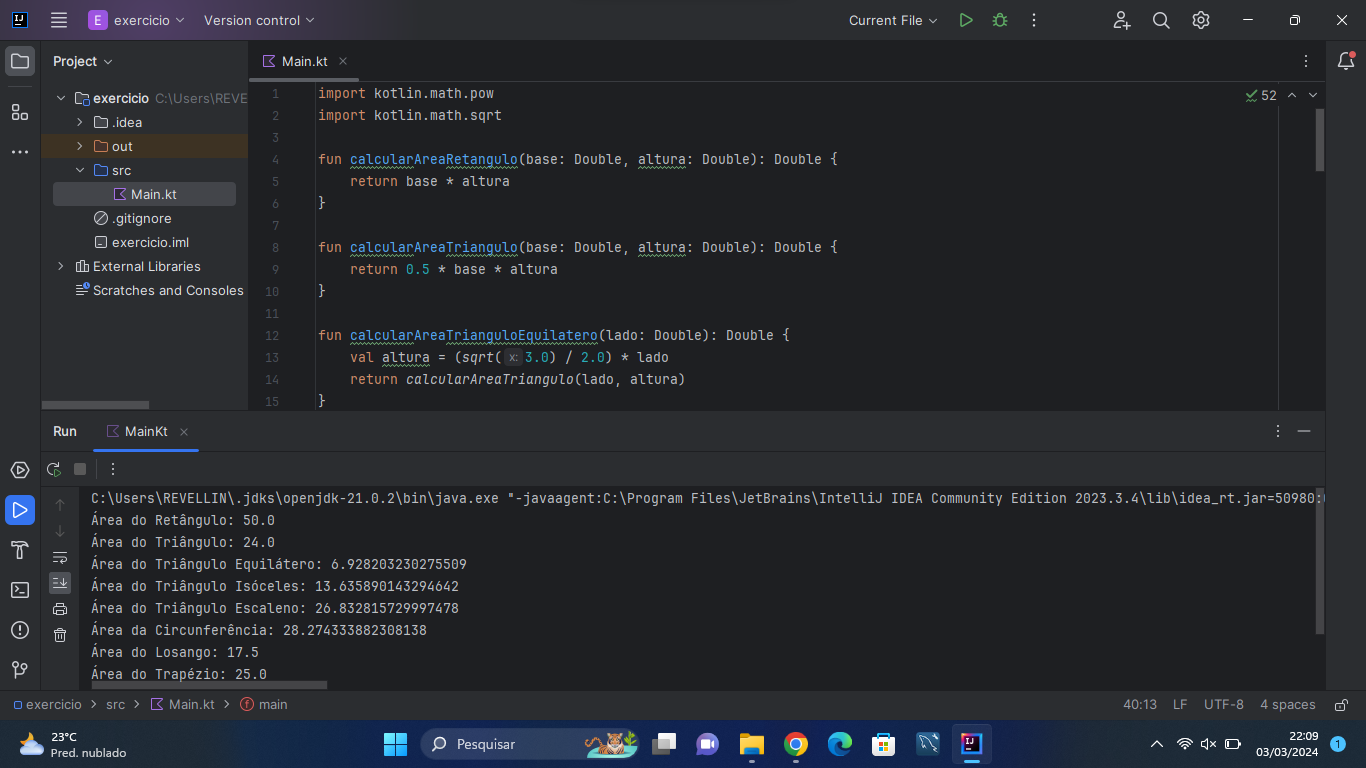 IJ
E exercicio Version control Current File
Project
Main.kt
exercicio C:\Users\REVE
.idea
out
src
Main.kt
.gitignore
exercicio.iml
External Libraries
Scratches and Consoles
52
1 import kotlin.math.pow
2 import kotlin.math.sqrt
3
4 fun calcularAreaRetangulo(base: Double, altura: Double): Double {
5 return base * altura
6 }
7
8 fun calcularAreaTriangulo(base: Double, altura: Double): Double {
9 return 0.5 * base * altura
10 }
11
12 fun calcularAreaTrianguloEquilatero(lado: Double): Double {
13 val altura = (sqrt( x: 3.0) / 2.0) * lado
14 return calcularAreaTriangulo(lado, altura)
15 }
Run MainKt
C:\Users\REVELLIN\.jdks\openjdk-21.0.2\bin\java.exe "-javaagent:C:\Program Files\JetBrains\IntelliJ IDEA Community Edition 2023.3.4\lib\idea_rt.jar=50980:
Área do Retângulo: 50.0
Área do Triângulo: 24.0
Área do Triângulo Equilátero: 6.928203230275509
Área do Triângulo Isóceles: 13.635890143294642
Área do Triângulo Escaleno: 26.832815729997478
Área da Circunferência: 28.274333882308138
Área do Losango: 17.5
Área do Trapézio: 25.0
exercicio > src > Main.kt > f main
40:13 LF UTF-8 4 spaces
23°C
Pred. nublado
Pesquisar
IJ
22:09
03/03/2024
1